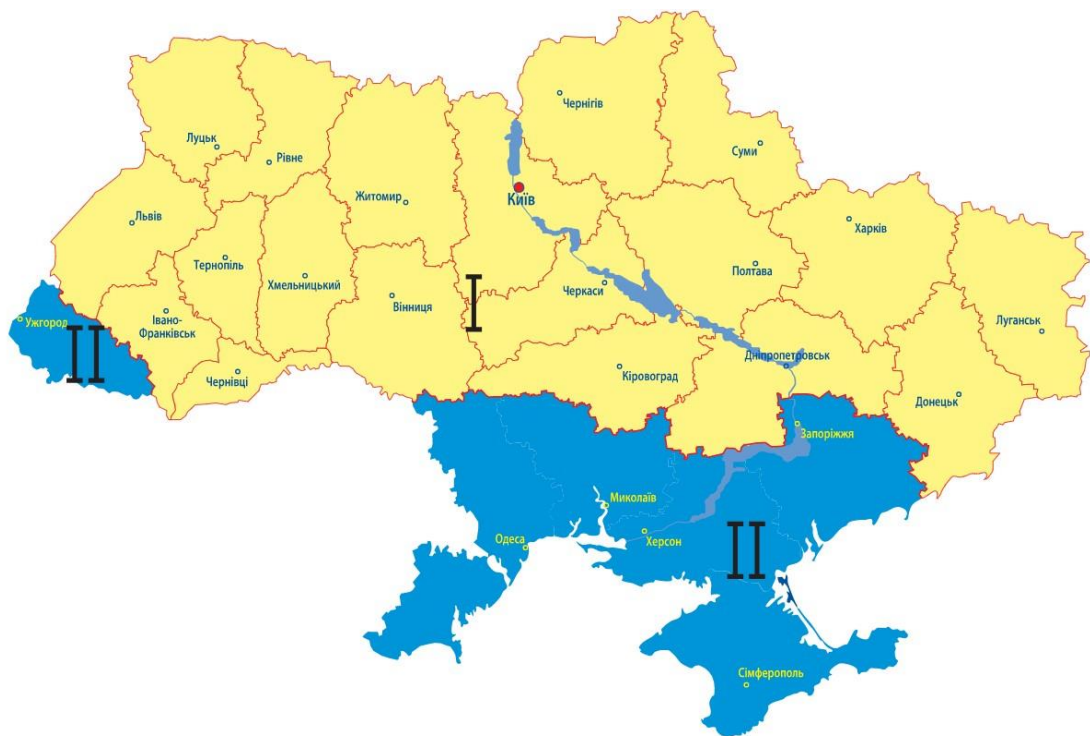 Чернігів
Луцьк
Рівне
Суми
Київ
Житомир
Львів
Харків
Тернопіль
Полтава
Хмельницький
Черкаси
Вінниця
I
Івано-
Франківськ
Ужгород
II
Луганськ
Дніпропетровськ
Чернівці
Кіровоград
Донецьк
Запоріжжя
Миколаїв
Херсон
Одеса
II
Сімферополь